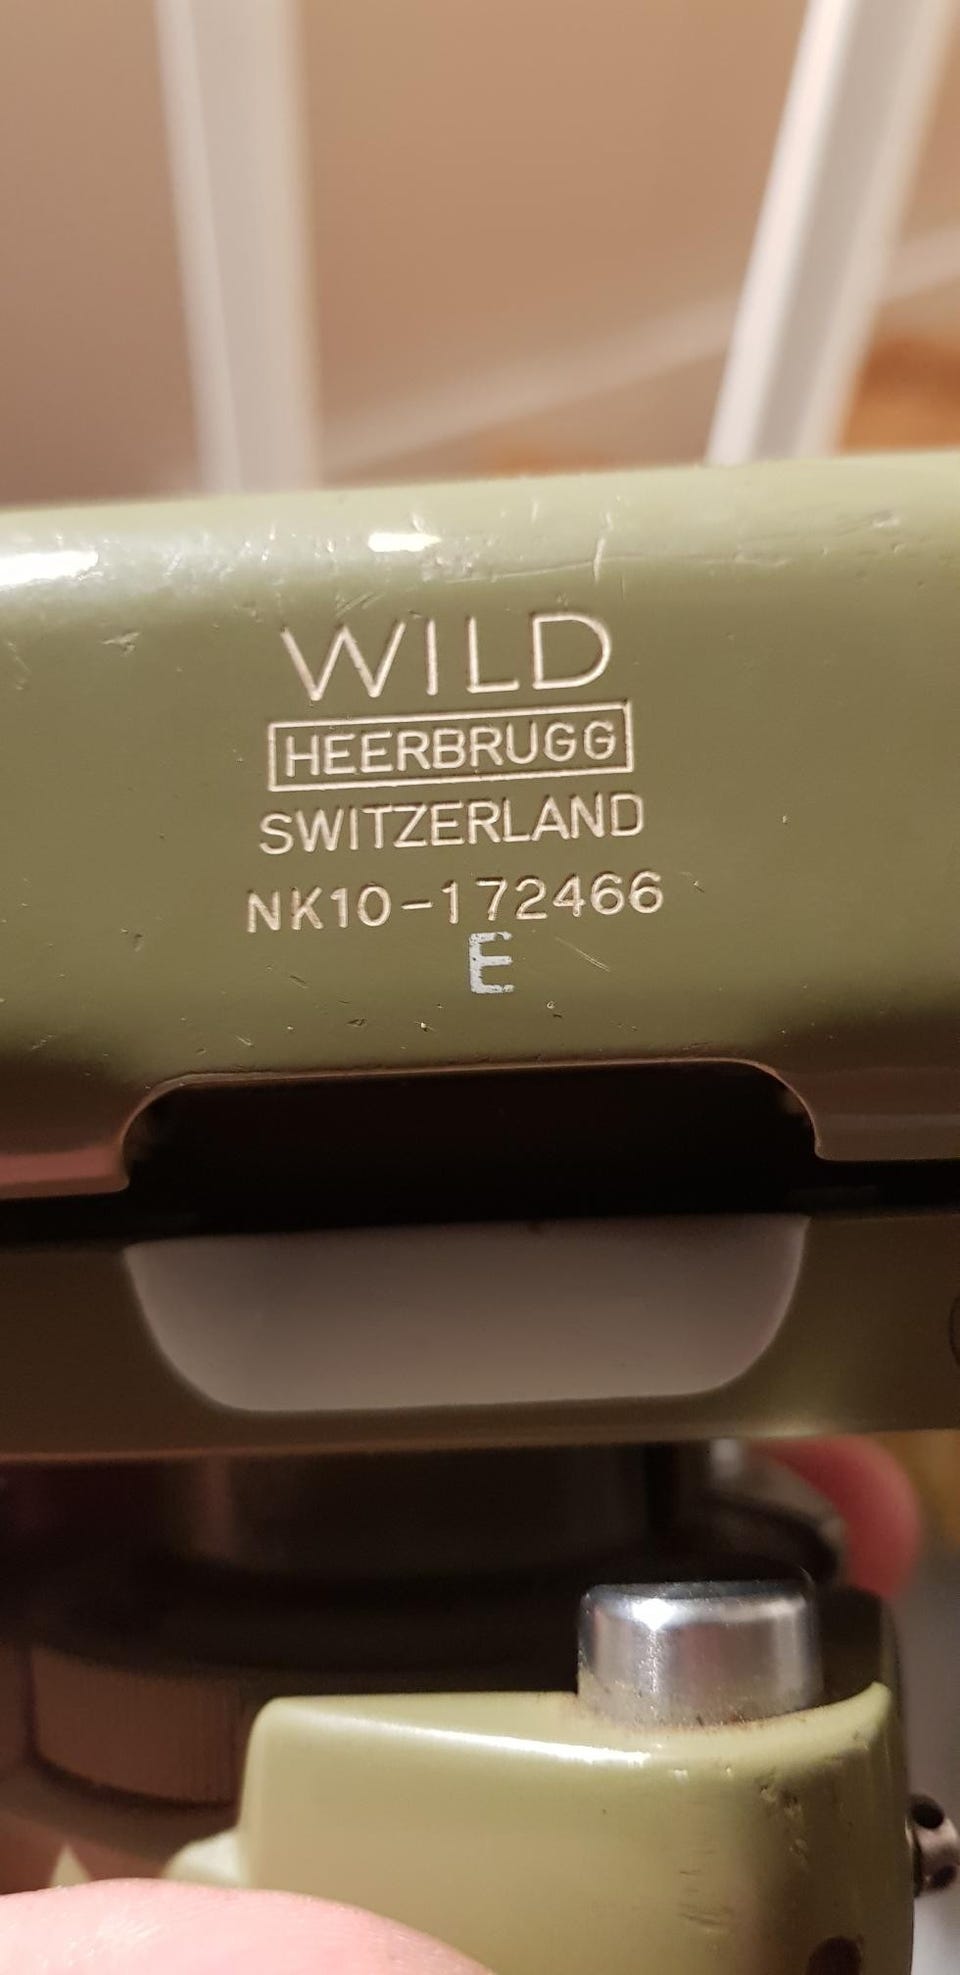 WILD
HEERBRUGG
SWITZERLAND
NK10-172466
E